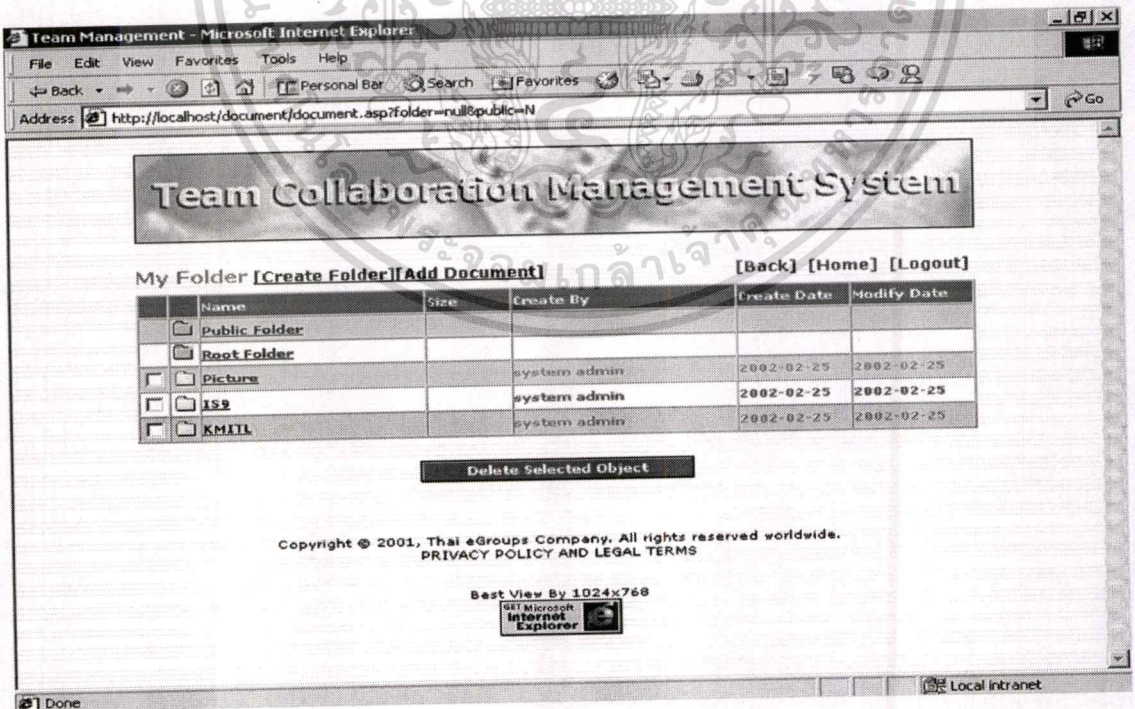 Team Management - Microsoft Internet Explorer
File Edit View Favorites Tools Help
Back Personal Bar Search Favorites
Address http://localhost/document/document.asp?folder=null&public=N Go
Team Collaboration Management System
My Folder [Create Folder][Add Document] [Back] [Home] [Logout]
Name Size Create By Create Date Modify Date
Public Folder
Root Folder
Picture system admin 2002-02-25 2002-02-25
IS9 system admin 2002-02-25 2002-02-25
KMITL system admin 2002-02-25 2002-02-25
Delete Selected Object
Copyright © 2001, Thai eGroups Company. All rights reserved worldwide.
PRIVACY POLICY AND LEGAL TERMS
Best View By 1024x768
GET Microsoft
Internet
Explorer
Done Local intranet